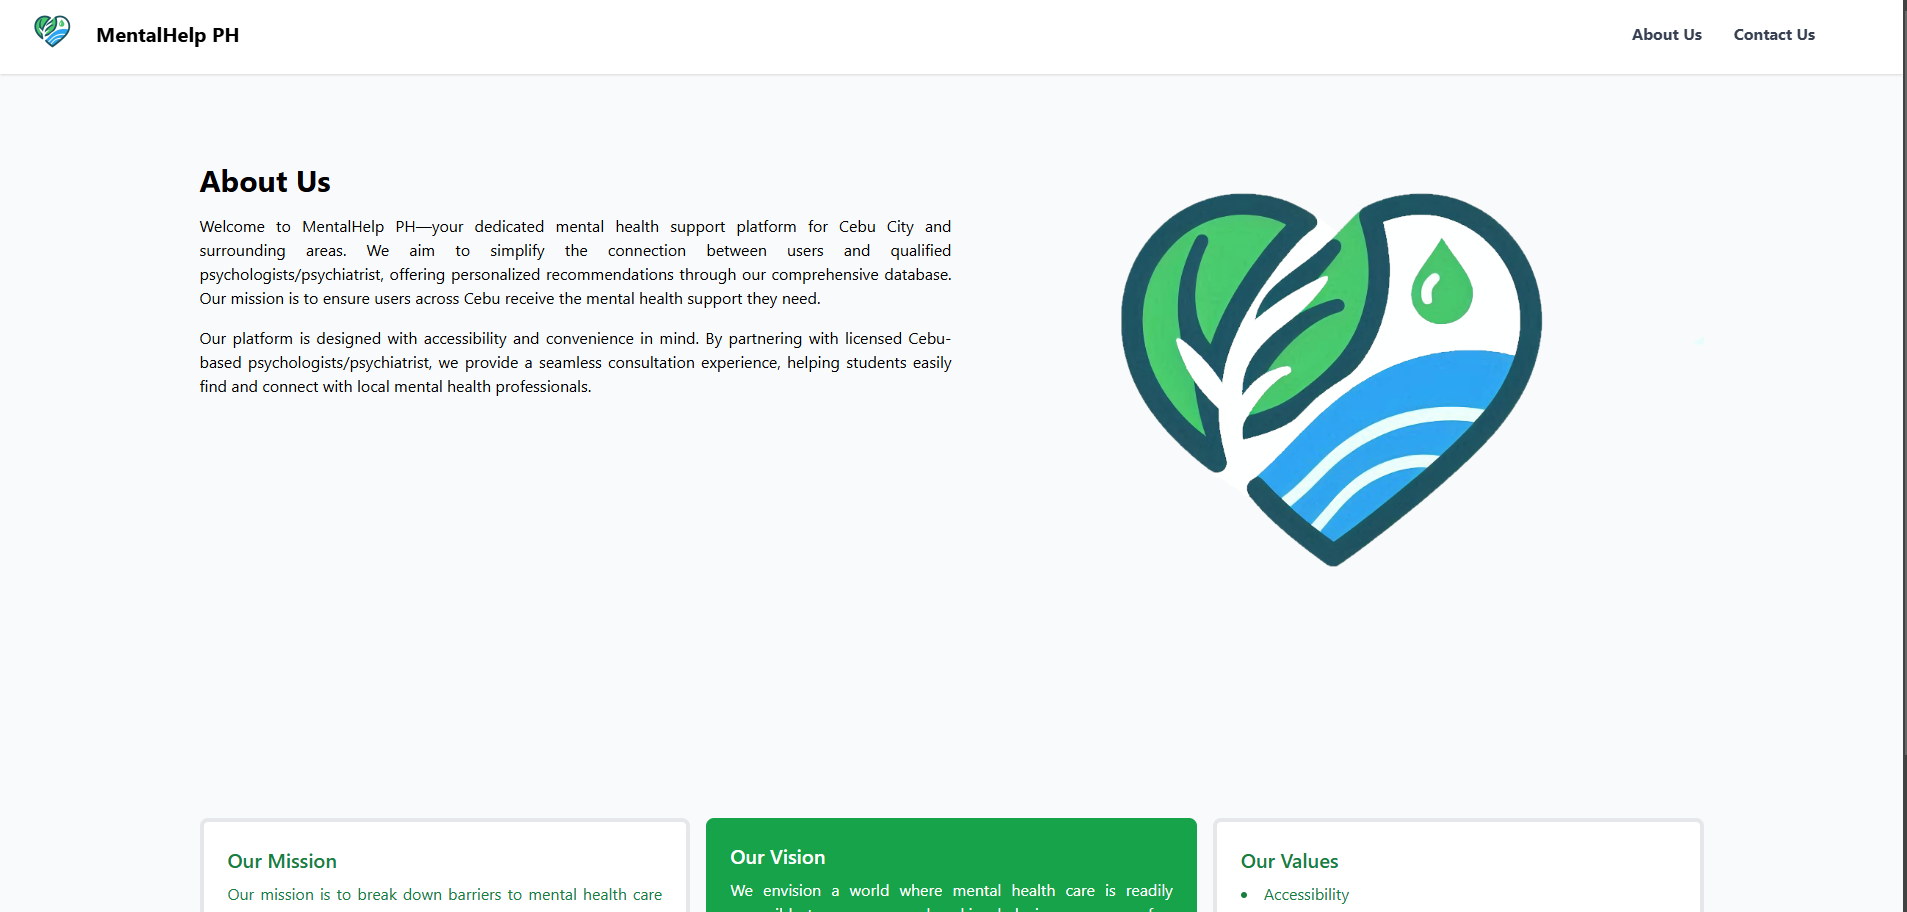 MentalHelp PH
About Us
Contact Us
About Us
Welcome to MentalHelp PH—your dedicated mental health support platform for Cebu City and
surrounding areas. We aim to simplify the connection between users and qualified
psychologists/psychiatrist, offering personalized recommendations through our comprehensive database.
Our mission is to ensure users across Cebu receive the mental health support they need.
Our platform is designed with accessibility and convenience in mind. By partnering with licensed Cebu-
based psychologists/psychiatrist, we provide a seamless consultation experience, helping students easily
find and connect with local mental health professionals.
Our Mission
Our mission is to break down barriers to mental health care
Our Vision
We envision a world where mental health care is readily
Our Values
• Accessibility